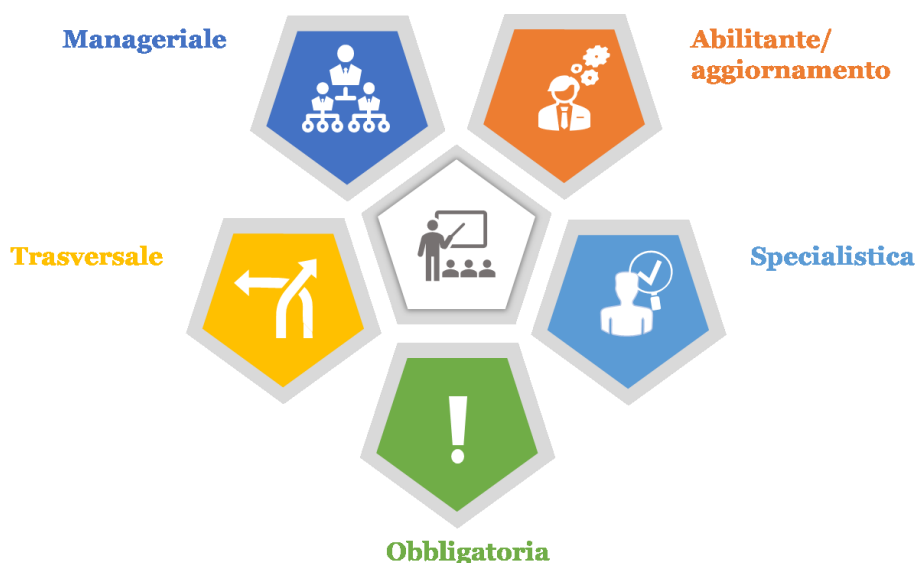 Manageriale
Abilitante/
aggiornamento
Trasversale
Specialistica
Obbligatoria